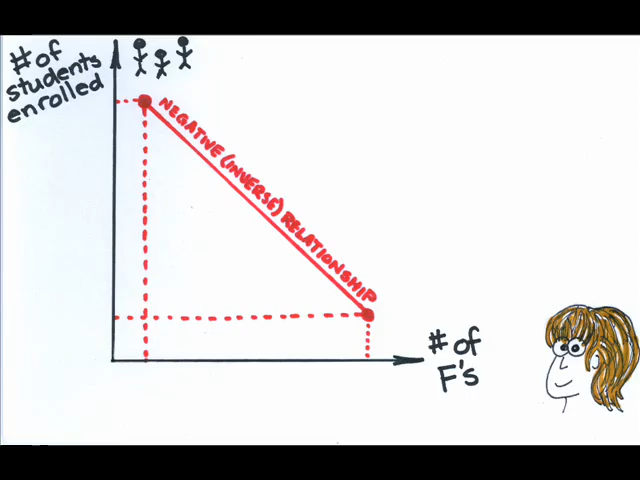 # of
students
enrolled
NEGATIVE (INVERSE) RELATIONSHIP
# of
F's